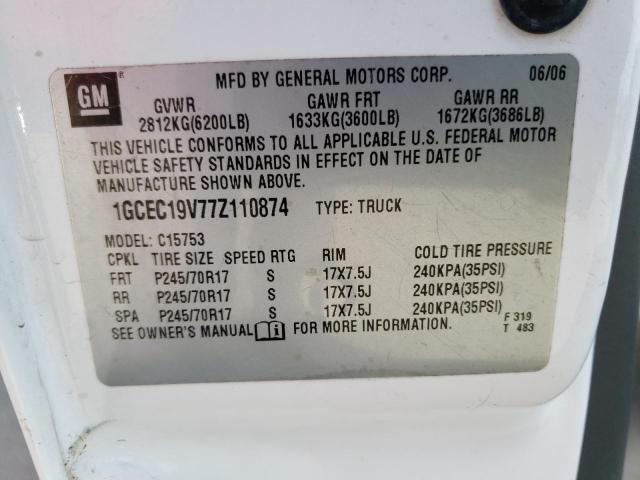 GM ® MFD BY GENERAL MOTORS CORP. 06/06
GVWR GAWR FRT GAWR RR
2812KG(6200LB) 1633KG(3600LB) 1672KG(3686LB)
THIS VEHICLE CONFORMS TO ALL APPLICABLE U.S. FEDERAL MOTOR
VEHICLE SAFETY STANDARDS IN EFFECT ON THE DATE OF
MANUFACTURE SHOWN ABOVE.
1GCEC19V77Z110874 TYPE: TRUCK
MODEL: C15753
CPKL TIRE SIZE SPEED RTG RIM COLD TIRE PRESSURE
FRT P245/70R17 S 17X7.5J 240KPA(35PSI)
RR P245/70R17 S 17X7.5J 240KPA(35PSI)
SPA P245/70R17 S 17X7.5J 240KPA(35PSI) F 319
SEE OWNER'S MANUAL i FOR MORE INFORMATION. T 483